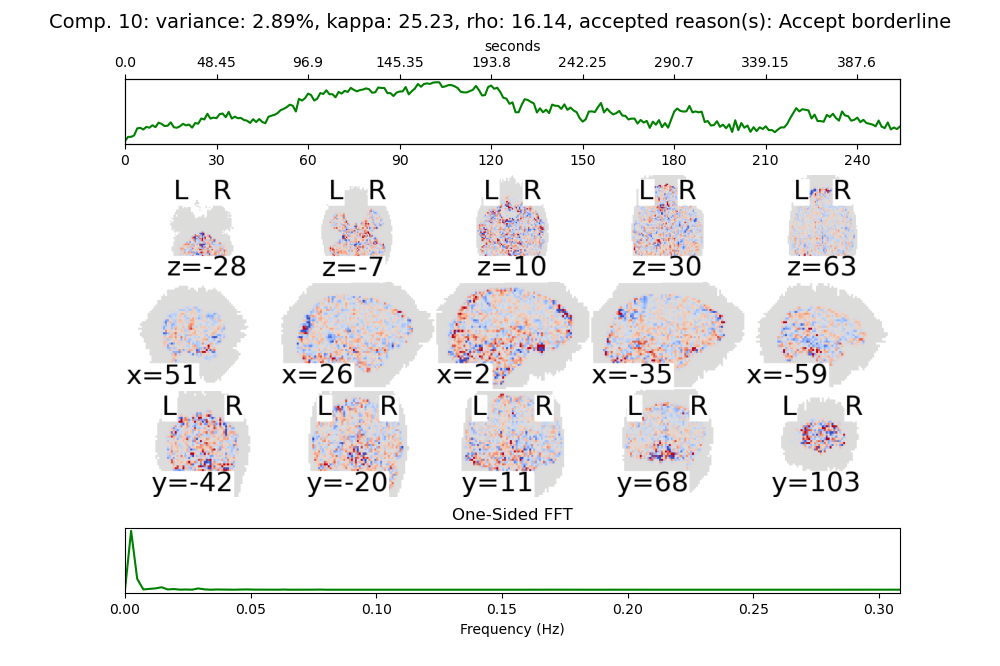 Comp. 10: variance: 2.89%, kappa: 25.23, rho: 16.14, accepted reason(s): Accept borderline
seconds
0.0 48.45 96.9 145.35 193.8 242.25 290.7 339.15 387.6
0 30 60 90 120 150 180 210 240
L R L R L R L R L R
z=-28 z=-7 z=10 z=30 z=63
x=51 x=26 x=2 x=-35 x=-59
L R L R L R L R L R
y=-42 y=-20 y=11 y=68 y=103
One-Sided FFT
0.00 0.05 0.10 0.15 0.20 0.25 0.30
Frequency (Hz)